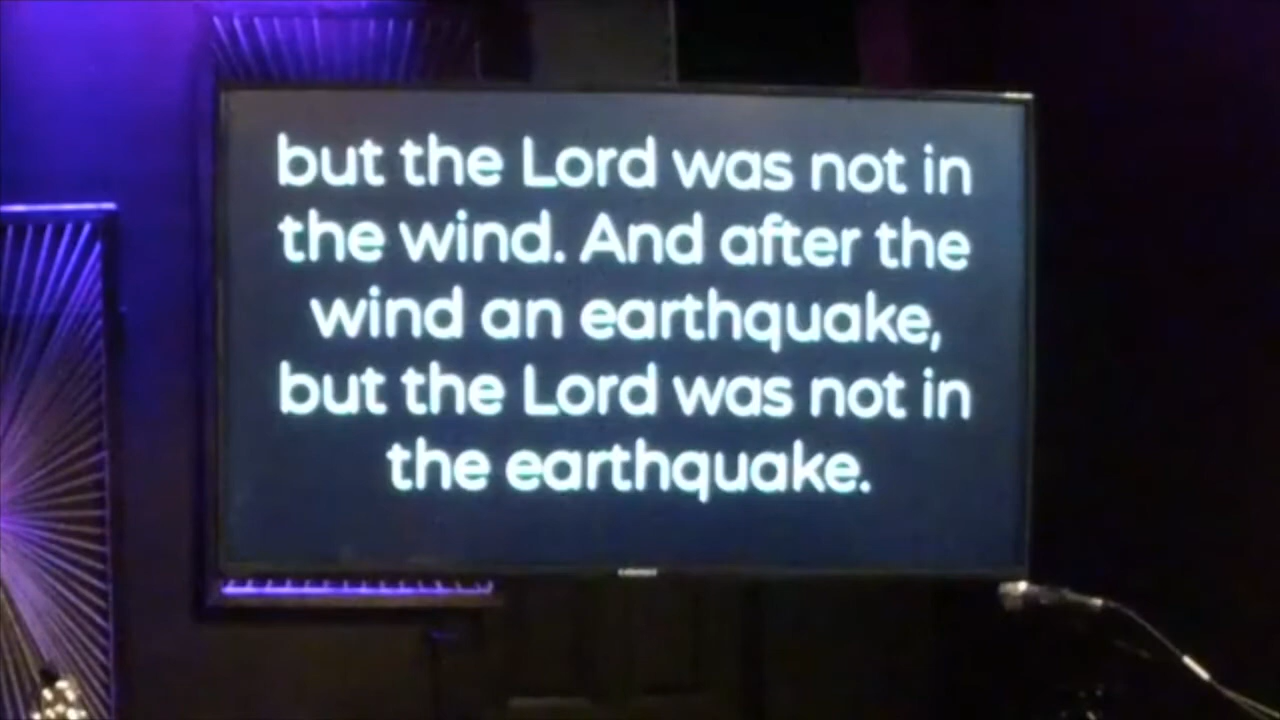 but the Lord was not in
the wind. And after the
wind an earthquake,
but the Lord was not in
the earthquake.